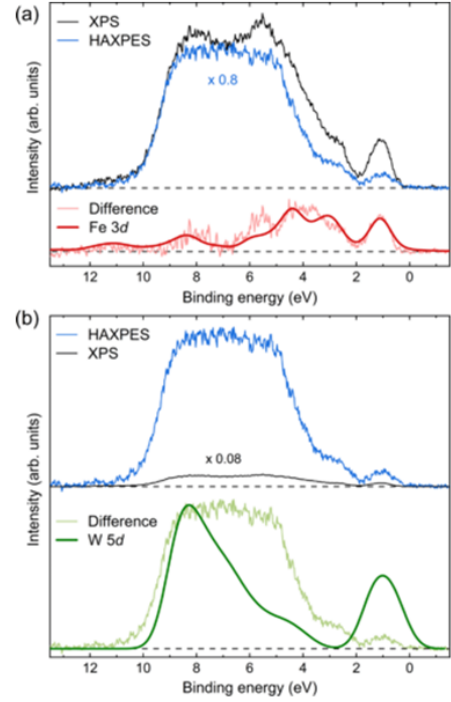 (a)
XPS
HAXPES
x 0.8
Intensity (arb. units)
Difference
Fe 3d
12 10 8 6 4 2 0
Binding energy (eV)
(b)
HAXPES
XPS
x 0.08
Intensity (arb. units)
Difference
W 5d
12 10 8 6 4 2 0
Binding energy (eV)